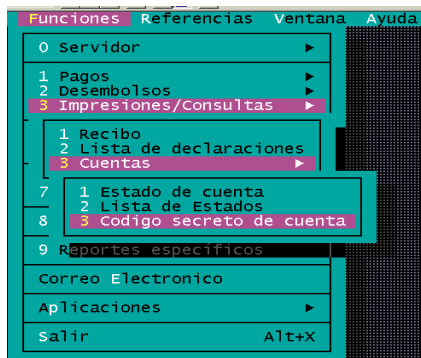 Funciones Referencias Ventana Ayuda
0 Servidor
1 Pagos
2 Desembolsos
3 Impresiones/Consultas
1 Recibo
2 Lista de declaraciones
3 Cuentas
7
1 Estado de cuenta
2 Lista de Estados
8
3 Codigo secreto de cuenta
9 Reportes especificos
Correo Electronico
Aplicaciones
Salir Alt+X